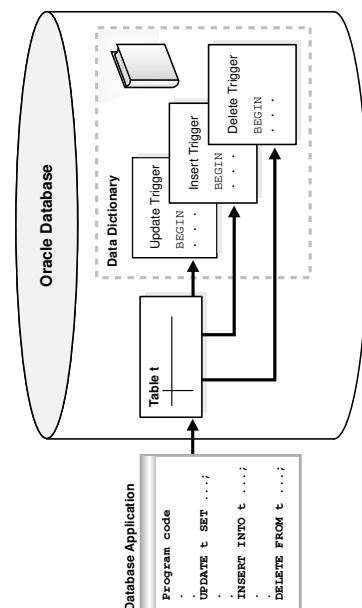 Oracle Database
Data Dictionary
Update Trigger
BEGIN
. . .
Insert Trigger
BEGIN
. . .
Delete Trigger
BEGIN
. . .
Table t
Database Application
Program code
.
.
UPDATE t SET ...;
.
.
INSERT INTO t ...;
.
.
DELETE FROM t ...;